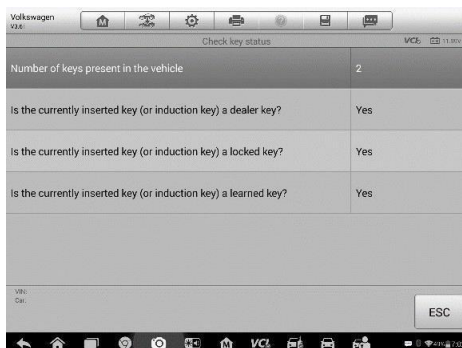 Volkswagen
Check key status
VCI
Number of keys present in the vehicle 2
Is the currently inserted key (or induction key) a dealer key? Yes
Is the currently inserted key (or induction key) a locked key? Yes
Is the currently inserted key (or induction key) a learned key? Yes
VIN:
Car:
ESC
VCI